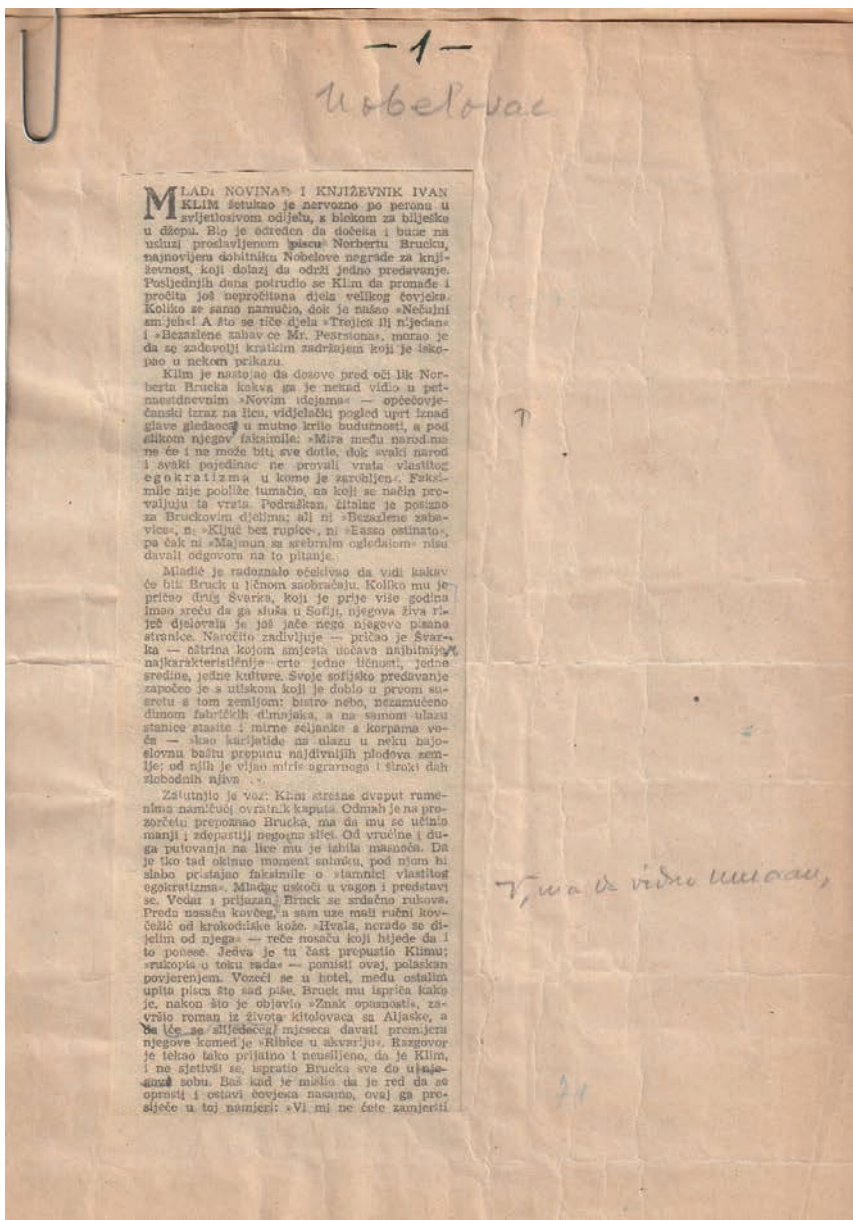 - 1 -
Nobelovac
MLADI NOVINAR I KNJIŽEVNIK IVAN
KLIM šetukao je nervozno po peronu u
svijetlosivom odijelu, s blokom za bilješke
u džepu. Bio je određen da dočeka i bude na
usluzi proslavljenom piscu Norbertu Brucku,
najnovijem dobitniku Nobelove nagrade za knji-
ževnost, koji dolazi da održi jedno predavanje.
Posljednjih dana potrudio se Klim da pronađe i
pročita još nepročitana djela velikog čovjeka.
Koliko se samo namučio, dok je našao »Nečujni
smijeh«! A što se tiče djela »Trojica ili nijedan«
i »Bezazlene zabavice Mr. Pearstona«, morao je
da se zadovolji kratkim zadržajem koji je isko-
pao u nekom prikazu.
Klim je nastojao da dozove pred oči lik Nor-
berta Brucka kakva ga je nekad vidio u pet-
naestdnevnim »Novim idejama« — općečovje-
čanski izraz na licu, vidjelački pogled uprt iznad
glave gledaoca u mutno krilo budućnosti, a pod
slikom njegov faksimile: »Mira među narodima
ne će i ne može biti sve dotle, dok svaki narod
i svaki pojedinac ne provali vrata vlastitog
egokratizma u kome je zarobljen«. Faksi-
mile nije pobliže tumačio, na koji se način pro-
valjuju ta vrata. Podraškan, čitalac je posizao
za Bruckovim djelima; ali ni »Bezazlene zaba-
vice«, ni »Ključ bez rupice«, ni »Basso ostinato«,
pa čak ni »Majmun sa srebrnim ogledalom« nisu
davali odgovora na to pitanje.
Mladić je radoznalo očekivao da vidi kakav
će biti Bruck u ličnom saobraćaju. Koliko mu je
pričao drug Švarka, koji je prije više godina
imao sreću da ga sluša u Sofiji, njegova živa ri-
ječ djelovala je još jače nego njegove pisane
stranice. Naročito zadivljuje — pričao je Švar-
ka — oštrina kojom smjesta uočava najbitnije,
najkarakterističnije crte jedne ličnosti, jedne
sredine, jedne kulture. Svoje sofijsko predavanje
započeo je s utiskom koji je dobio u prvom su-
sretu s tom zemljom: bistro nebo, nezamućeno
dimom fabričkih dimnjaka, a na samom ulazu
stanice stasite i mirne seljanke s korpama vo-
ća — »kao karijatide na ulazu u neku bajo-
slovnu baštu prepunu najdivnijih plodova zem-
lje; od njih je vijao miris agrarnoga i široki dah
slobodnih njiva ...«.
Zatutnjio je voz. Klim strešne dvaput rame-
nima namičući ovratnik kaputa. Odmah je na pro-
zorčetu prepoznao Brucka, ma da mu se učinio
manji i zdepastiji nego na slici. Od vrućine i du-
ga putovanja na lice mu je izbila masnoća. Da
je tko tad okinuo moment snimku, pod njom bi
slabo pristajao faksimile o »tamnici vlastitog
egokratizma«. Mladac uskoči u vagon i predstavi
se. Vedar i prijazan, Bruck se srdačno rukova.
Preda nosaču kovčeg, a sam uze mali ručni kov-
čežić od krokodilske kože. »Hvala, nerado se di-
jelim od njega« — reče nosaču koji htjede da i
to ponese. Jedva je tu čast prepustio Klimu;
»rukopis u toku rada« — pomisli ovaj, polaskan
povjerenjem. Vozeći se u hotel, među ostalim
upita pisca što sad piše. Bruck mu ispriča kako
je, nakon što je objavio »Znak opasnosti«, za-
vršio roman iz života kitolovaca sa Aljaske, a
da će se slijedećeg mjeseca davati premijera
njegove komedije »Ribice u akvariju«. Razgovor
je tekao tako prijatno i neusiljeno, da je Klim,
i ne sjetivši se, ispratio Brucka sve do u nje-
govu sobu. Baš kad je mislio da je red da se
oprosti i ostavi čovjeka nasamo, ovaj ga pre-
siječe u toj namjeri: »Vi mi ne ćete zamjeriti
vidno umoran,
71